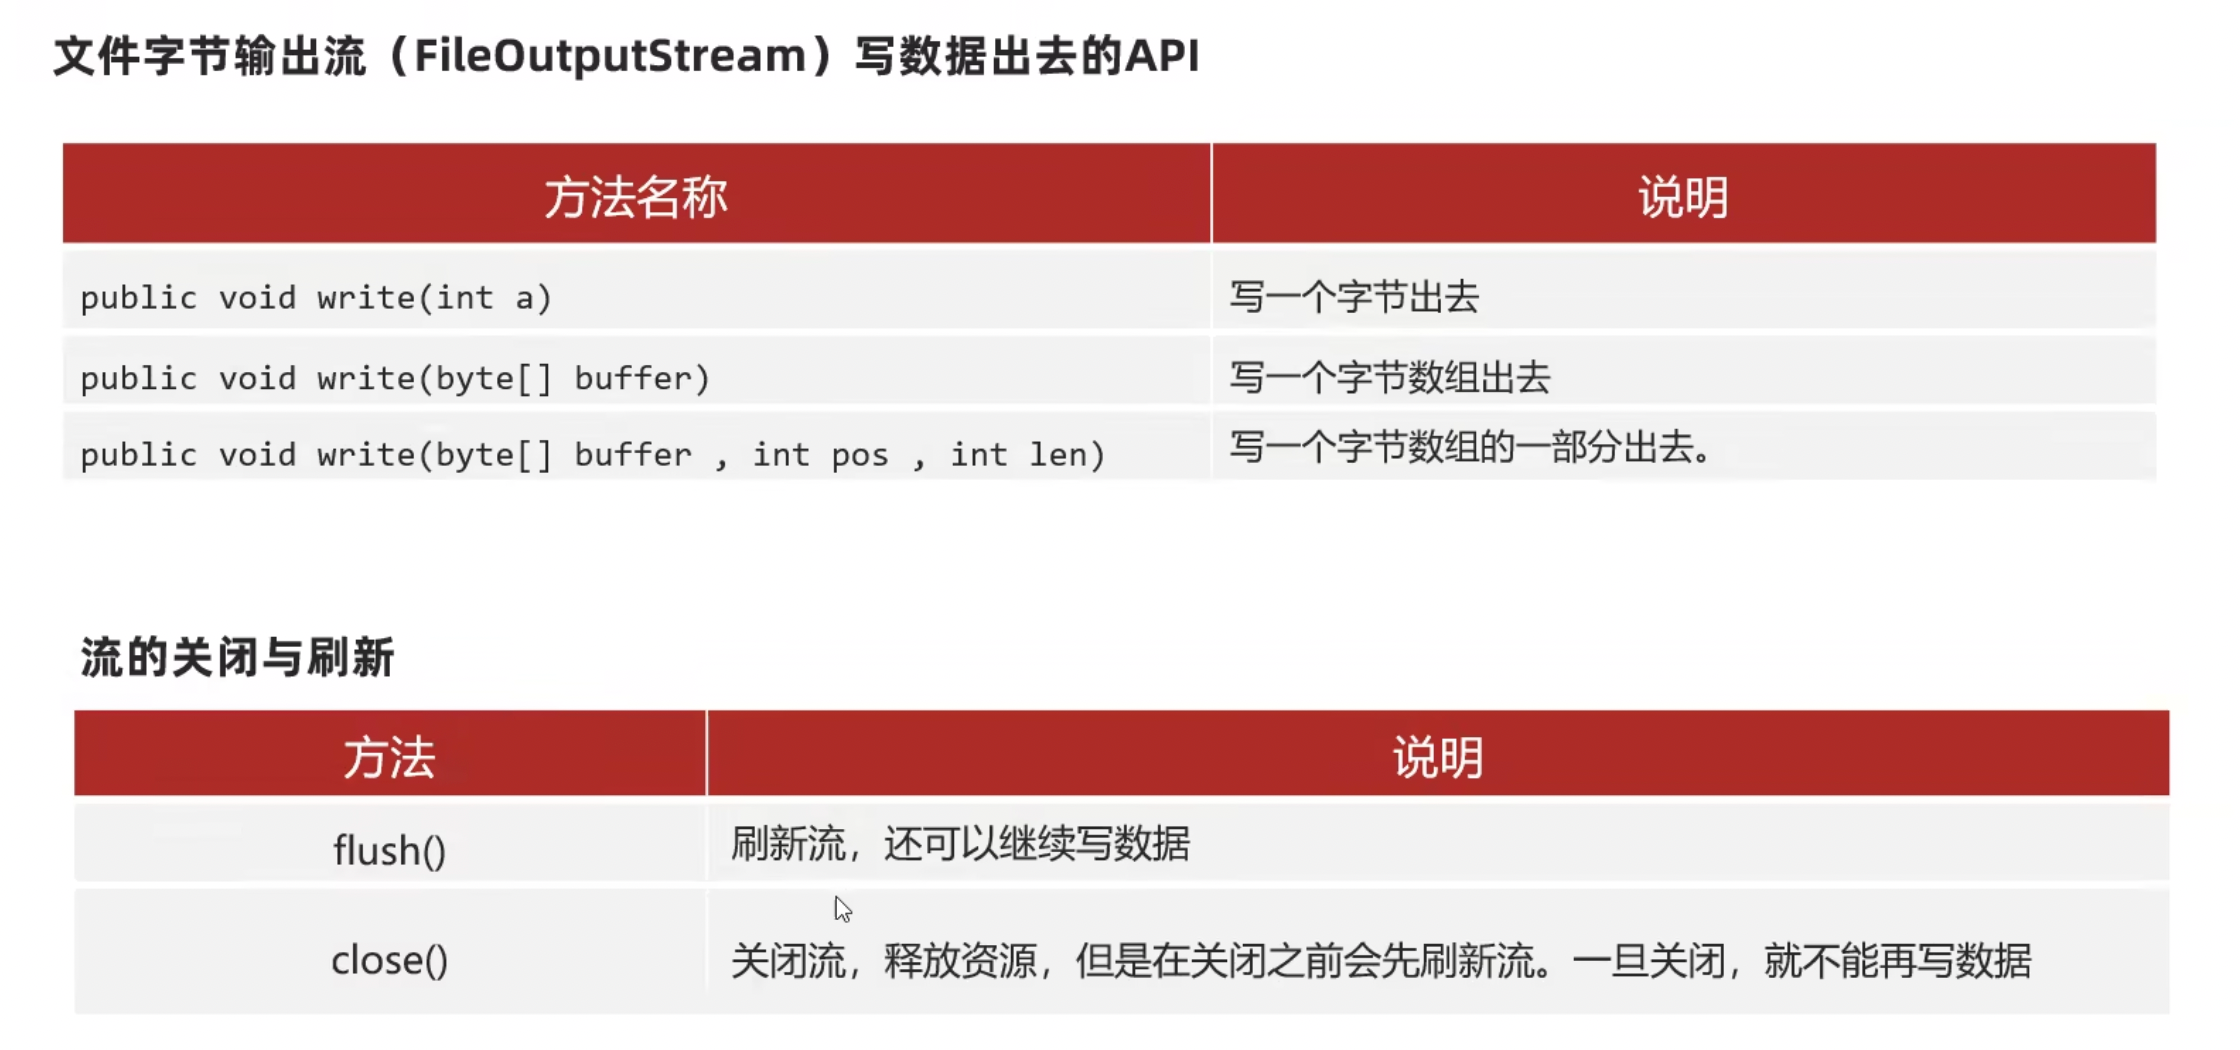 文件字节输出流（FileOutputStream）写数据出去的API
方法名称 说明
public void write(int a) 写一个字节出去
public void write(byte[] buffer) 写一个字节数组出去
public void write(byte[] buffer , int pos , int len) 写一个字节数组的一部分出去。
流的关闭与刷新
方法 说明
flush() 刷新流，还可以继续写数据
close() 关闭流，释放资源，但是在关闭之前会先刷新流。一旦关闭，就不能再写数据